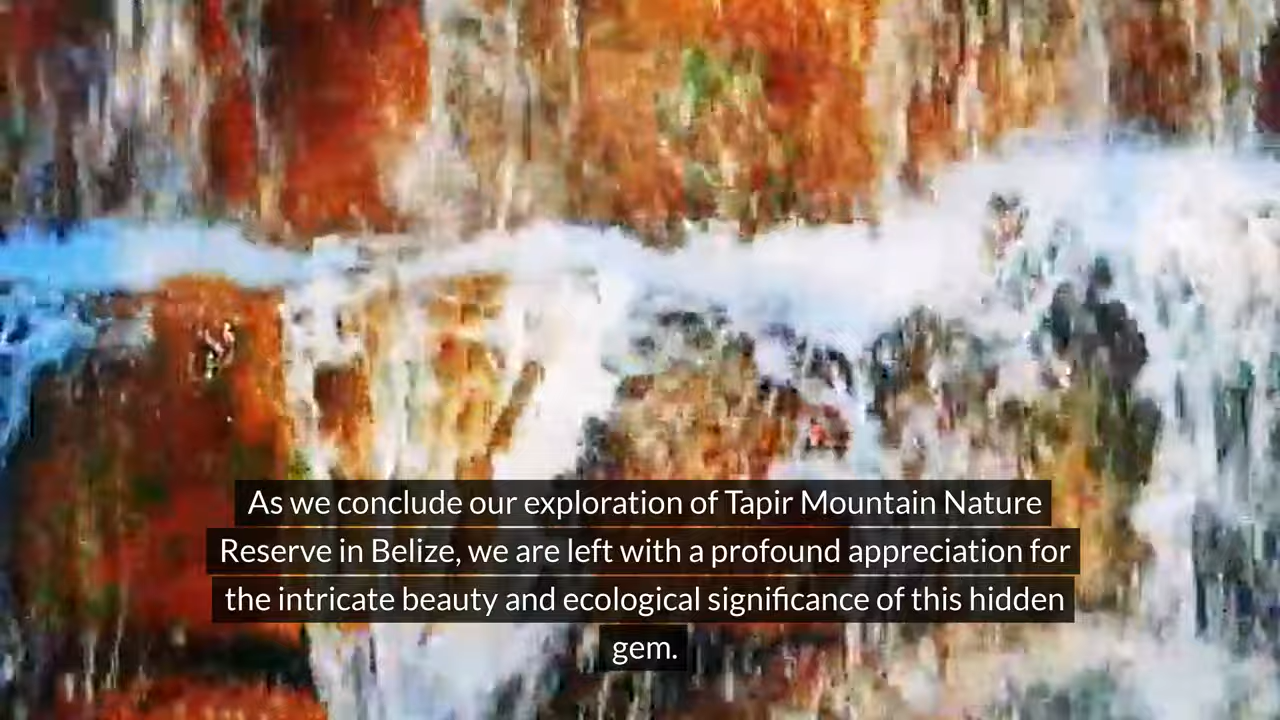 As we conclude our exploration of Tapir Mountain Nature
Reserve in Belize, we are left with a profound appreciation for
the intricate beauty and ecological significance of this hidden
gem.